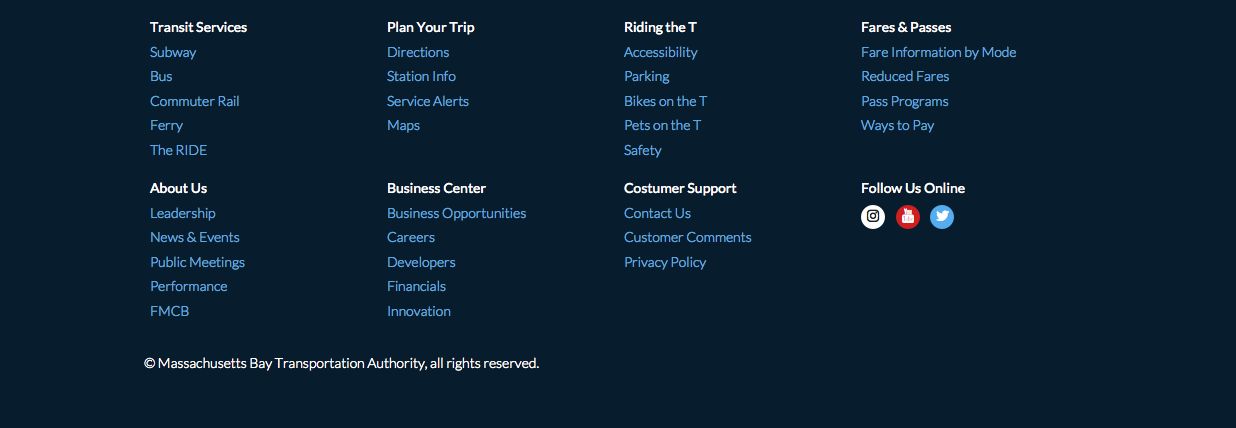 Transit Services
Subway
Bus
Commuter Rail
Ferry
The RIDE
Plan Your Trip
Directions
Station Info
Service Alerts
Maps
Riding the T
Accessibility
Parking
Bikes on the T
Pets on the T
Safety
Fares & Passes
Fare Information by Mode
Reduced Fares
Pass Programs
Ways to Pay
About Us
Leadership
News & Events
Public Meetings
Performance
FMCB
Business Center
Business Opportunities
Careers
Developers
Financials
Innovation
Costumer Support
Contact Us
Customer Comments
Privacy Policy
Follow Us Online
© Massachusetts Bay Transportation Authority, all rights reserved.